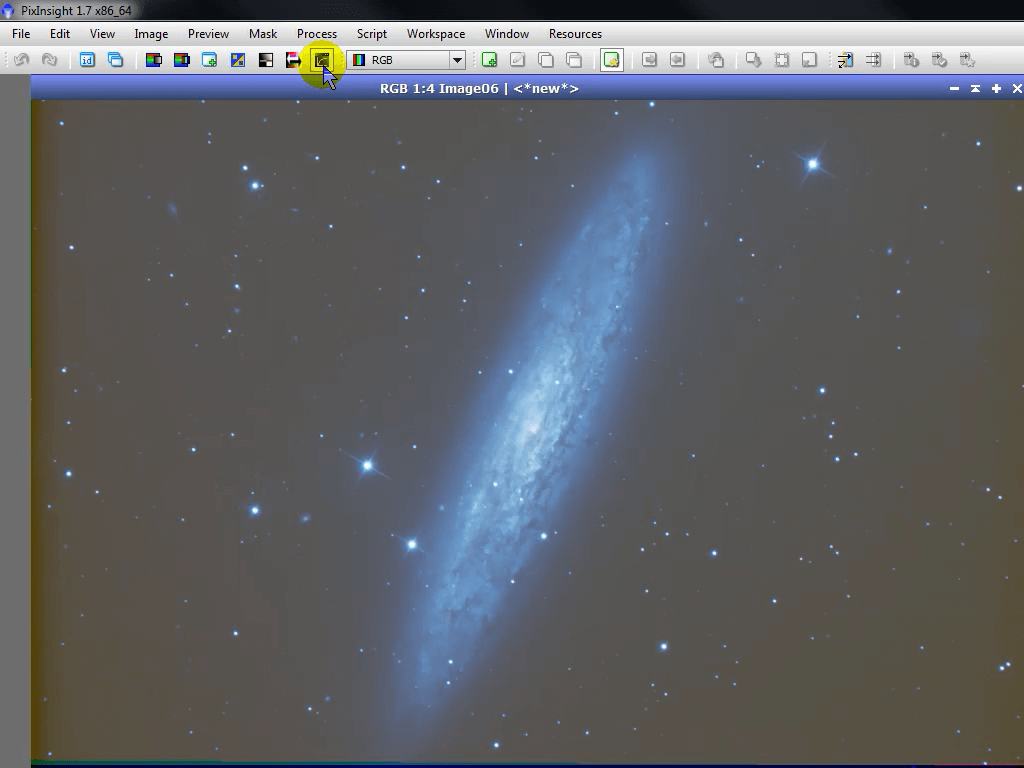 PixInsight 1.7 x86_64
File Edit View Image Preview Mask Process Script Workspace Window Resources
id RGB
RGB 1:4 Image06 | <*new*>